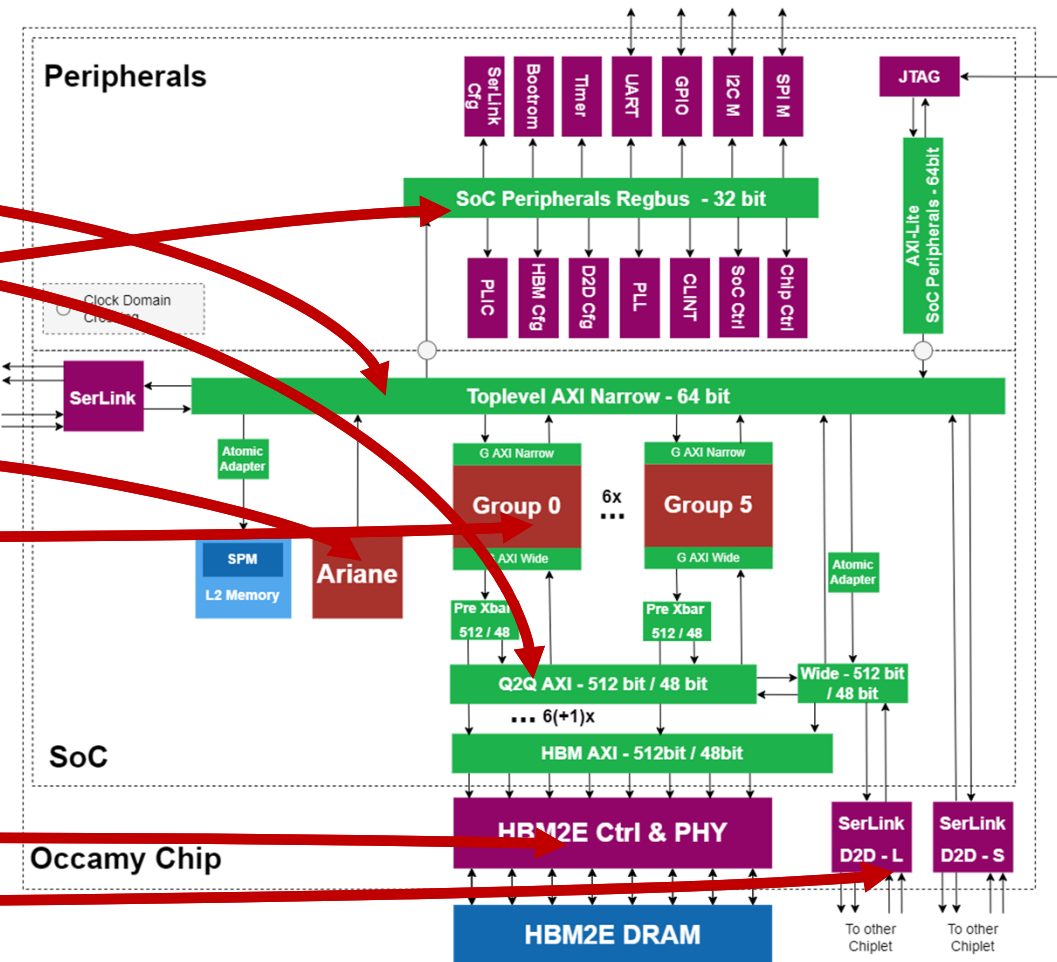 Peripherals
SerLink
Cfg
Bootrom
Timer
UART
GPIO
I2C M
SPI M
JTAG
SoC Peripherals Regbus - 32 bit
AXI-Lite
SoC Peripherals - 64bit
PLIC
HBM Cfg
D2D Cfg
PLL
CLINT
SoC Ctrl
Chip Ctrl
Clock Domain
Crossing
SerLink
Toplevel AXI Narrow - 64 bit
Atomic
Adapter
G AXI Narrow
G AXI Narrow
Group 0
6x
...
Group 5
G AXI Wide
G AXI Wide
SPM
L2 Memory
Ariane
Atomic
Adapter
Pre Xbar
512 / 48
Pre Xbar
512 / 48
Q2Q AXI - 512 bit / 48 bit
Wide - 512 bit
/ 48 bit
... 6(+1)x
HBM AXI - 512bit / 48bit
SoC
HBM2E Ctrl & PHY
SerLink
D2D - L
SerLink
D2D - S
Occamy Chip
HBM2E DRAM
To other
Chiplet
To other
Chiplet